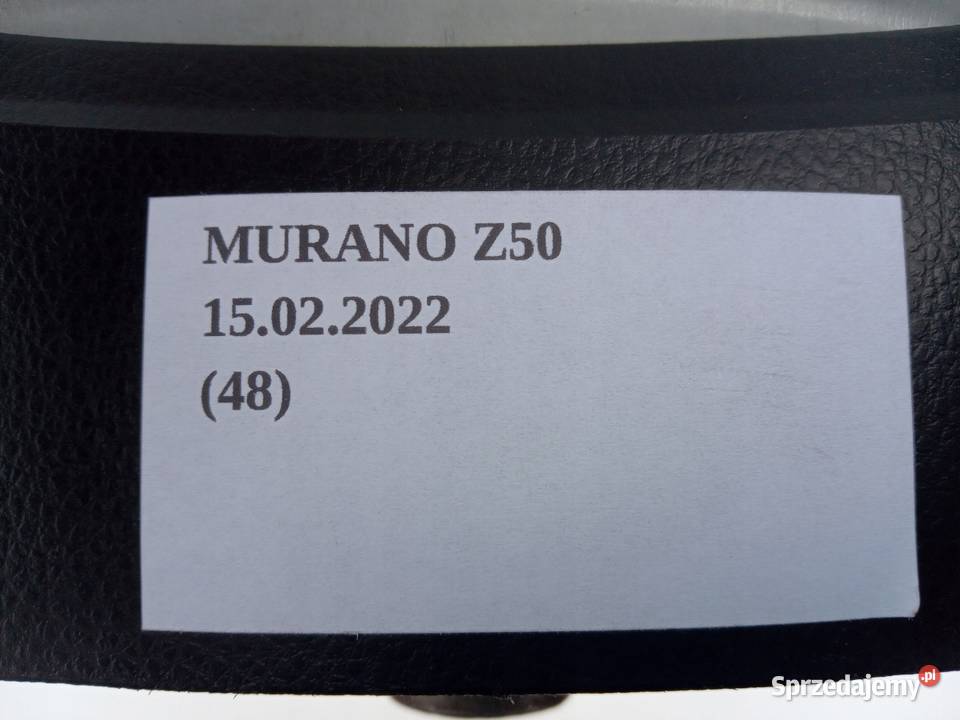 MURANO Z50
15.02.2022
(48)
Sprzedajemy.pl